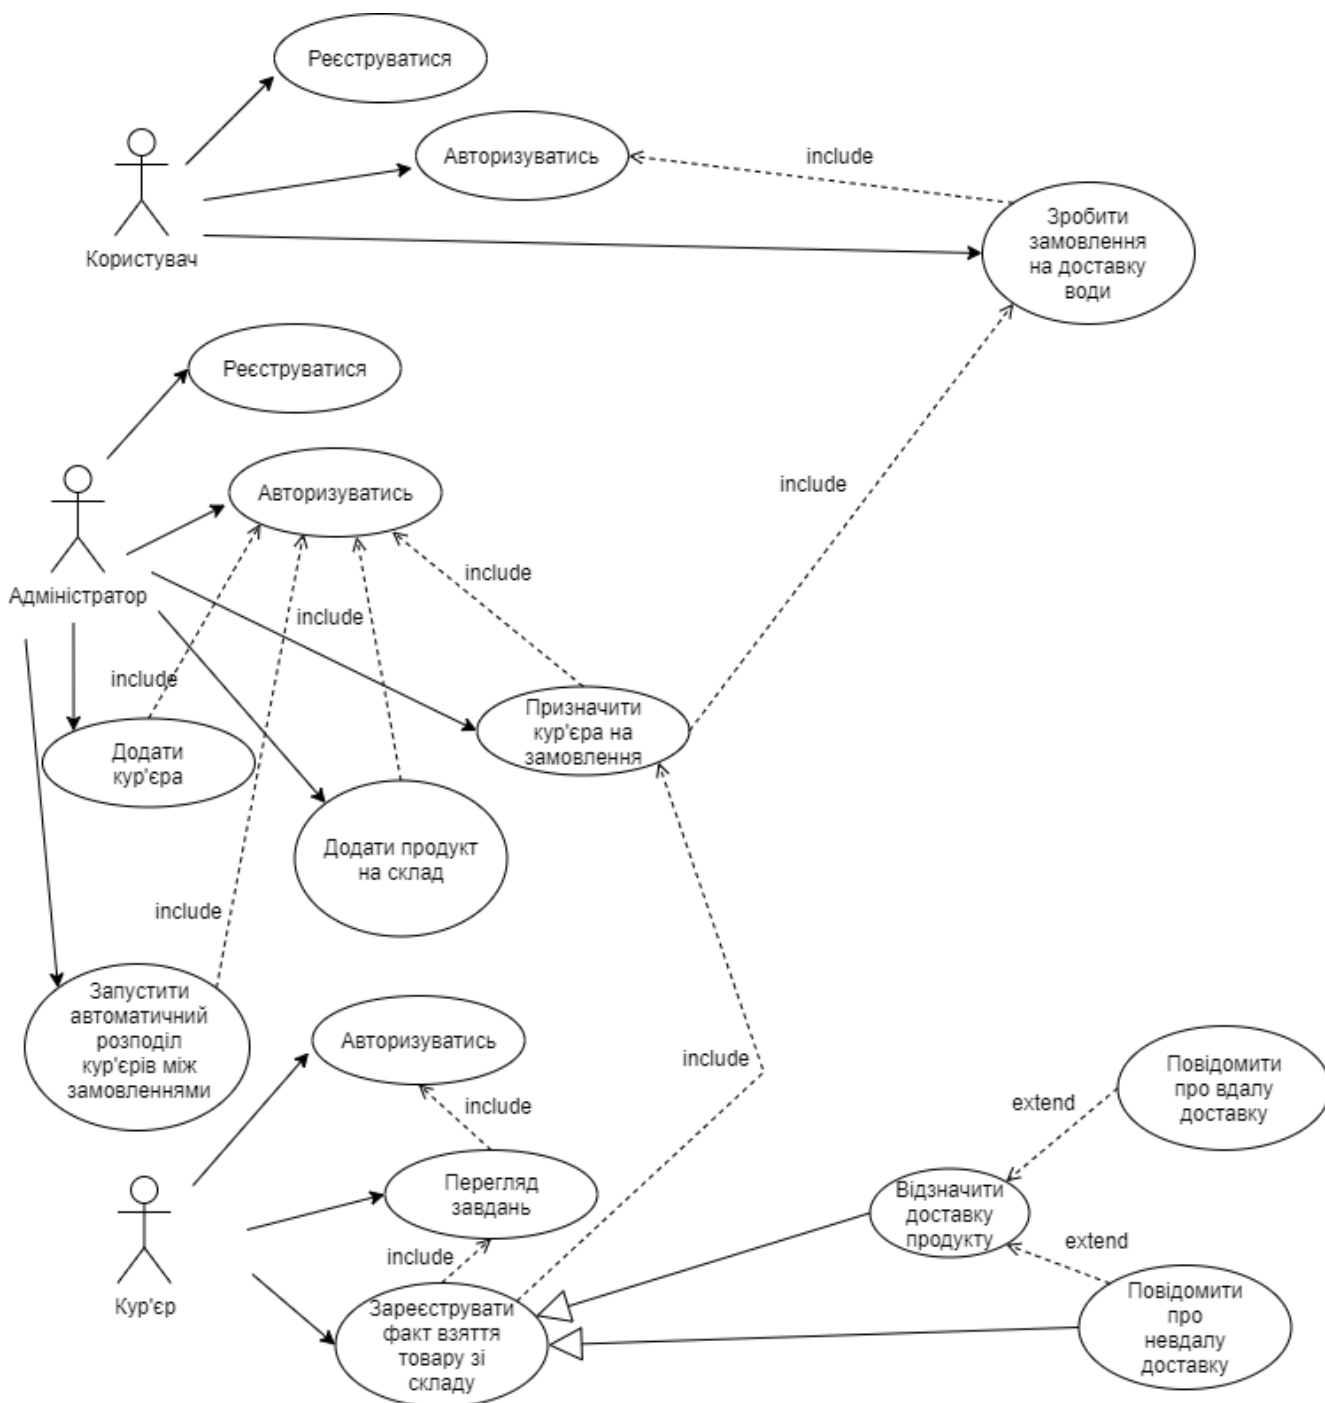 Реєструватися
Авторизуватись
include
Зробити
замовлення
на доставку
води
Користувач
Реєструватися
Авторизуватись
include
include
Адміністратор
include
include
Призначити
кур'єра на
замовлення
Додати
кур'єра
Додати продукт
на склад
include
Запустити
автоматичний
розподіл
кур'єрів між
замовленнями
Авторизуватись
include
include
Повідомити
про вдалу
доставку
extend
Перегляд
завдань
Відзначити
доставку
продукту
extend
include
Кур'єр
Зареєструвати
факт взяття
товару зі
складу
Повідомити
про
невдалу
доставку